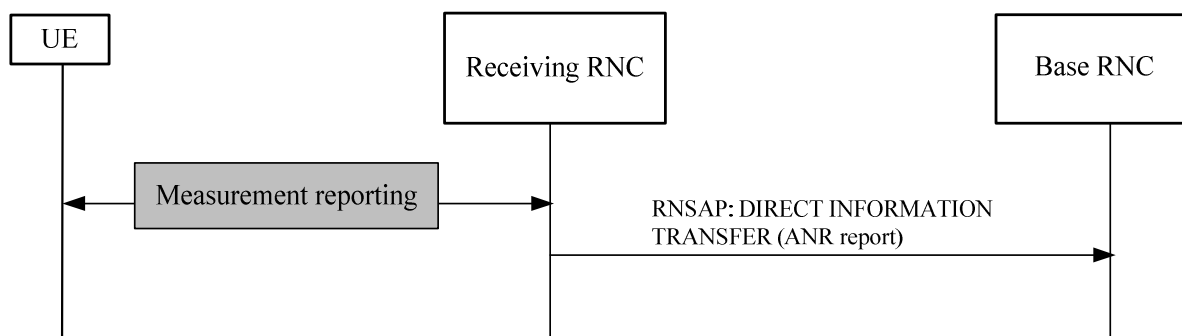 UE
Receiving RNC
Base RNC
Measurement reporting
RNSAP: DIRECT INFORMATION
TRANSFER (ANR report)